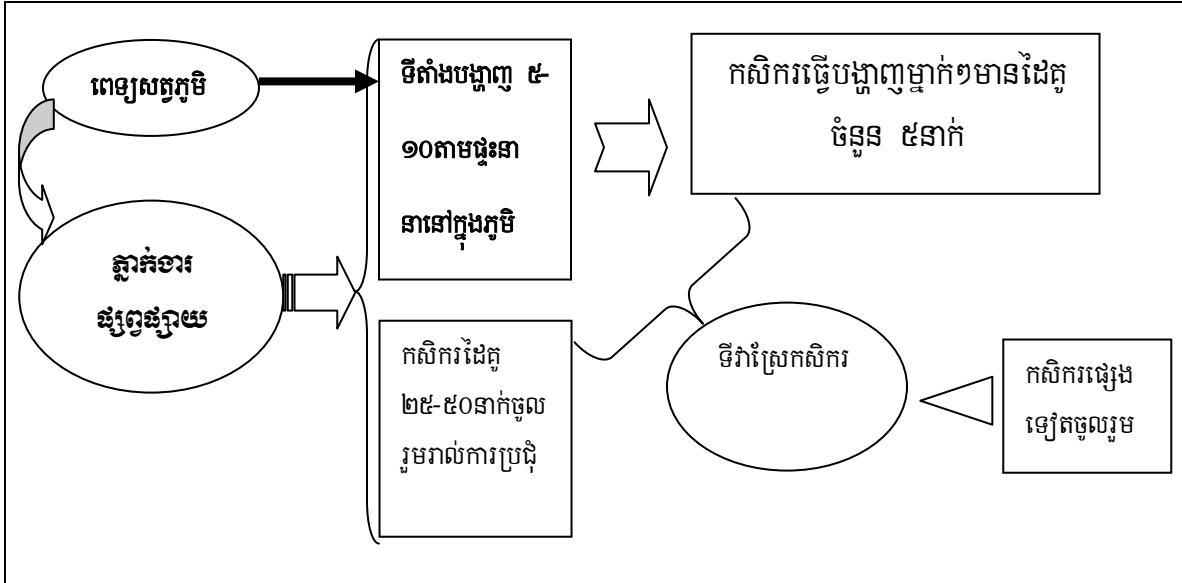 ពេទ្យសត្វភូមិ
ទីតាំងបង្ហាញ ៥-
១០តាមផ្ទះនា
នានៅក្នុងភូមិ
កសិករធ្វើបង្ហាញម្នាក់ៗមានដៃគូ
ចំនួន ៥នាក់
ភ្នាក់ងារ
ផ្សព្វផ្សាយ
កសិករដៃគូ
២៥-៥០នាក់ចូល
រួមរាល់ការប្រជុំ
ទីវាស្រែកសិករ
កសិករផ្សេង
ទៀតចូលរួម